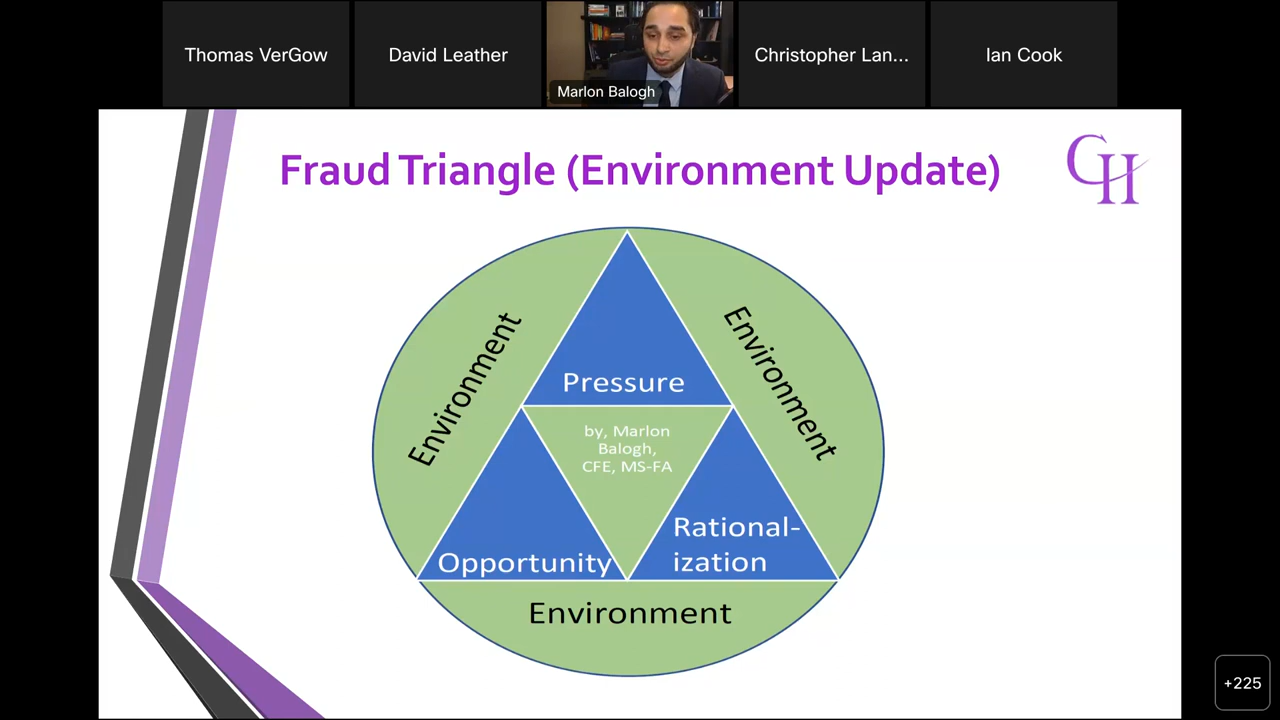 Thomas VerGow
David Leather
Marlon Balogh
Christopher Lan...
Ian Cook
Fraud Triangle (Environment Update)
CH
Environment
Environment
Pressure
by, Marlon
Balogh,
CFE, MS-FA
Opportunity
Rational-
ization
Environment
+225